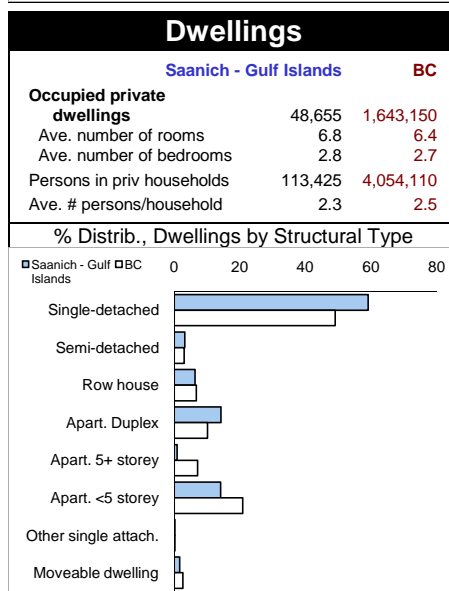 Dwellings
Saanich - Gulf Islands BC
Occupied private
dwellings 48,655 1,643,150
Ave. number of rooms 6.8 6.4
Ave. number of bedrooms 2.8 2.7
Persons in priv households 113,425 4,054,110
Ave. # persons/household 2.3 2.5
% Distrib., Dwellings by Structural Type
Saanich - Gulf Islands BC
0 20 40 60 80
Single-detached
Semi-detached
Row house
Apart. Duplex
Apart. 5+ storey
Apart. <5 storey
Other single attach.
Moveable dwelling